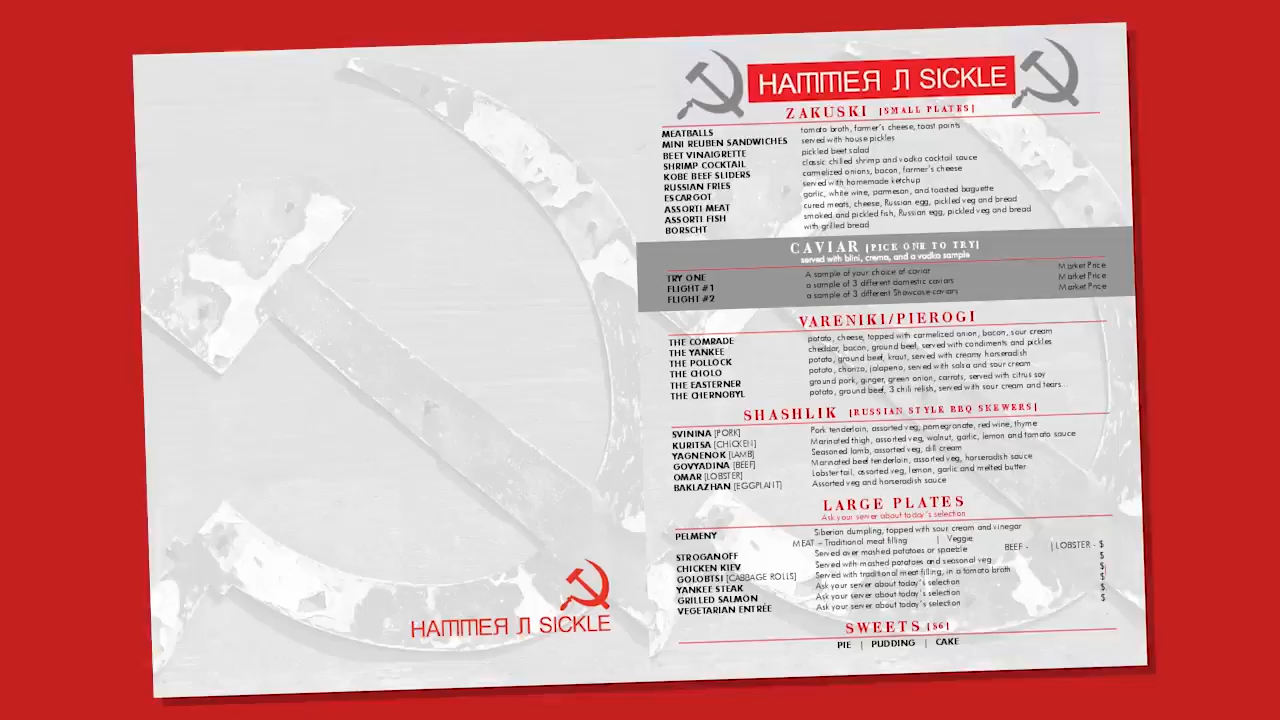 HAMMEЯ Л SICKLE
ZAKUSKI [SMALL PLATES]
MEATBALLS tomato broth, farmer's cheese, toast points
MINI REUBEN SANDWICHES served with house pickles
BEET VINAIGRETTE pickled beet salad
SHRIMP COCKTAIL classic chilled shrimp and vodka cocktail sauce
KOBE BEEF SLIDERS carmelized onions, bacon, farmer's cheese
RUSSIAN FRIES served with homemade ketchup
ESCARGOT garlic, white wine, parmesan, and toasted baguette
ASSORTI MEAT cured meats, cheese, Russian egg, pickled veg and bread
ASSORTI FISH smoked and pickled fish, Russian egg, pickled veg and bread
BORSCHT with grilled bread
CAVIAR [PICK ONE TO TRY]
served with blini, crema, and a vodka sample
TRY ONE A sample of your choice of caviar Market Price
FLIGHT #1 a sample of 3 different domestic caviars Market Price
FLIGHT #2 a sample of 3 different Showcase caviars Market Price
VARENIKI/PIEROGI
THE COMRADE potato, cheese, topped with carmelized onion, bacon, sour cream
THE YANKEE cheddar, bacon, ground beef, served with condiments and pickles
THE POLLOCK potato, ground beef, kraut, served with creamy horseradish
THE CHOLO potato, chorizo, jalapeno, served with salsa and sour cream
THE EASTERNER ground pork, ginger, green onion, carrots, served with citrus soy
THE CHERNOBYL potato, ground beef, 3 chili relish, served with sour cream and tears...
SHASHLIK [RUSSIAN STYLE BBQ SKEWERS]
SVININA [PORK] Pork tenderloin, assorted veg, pomegranate, red wine, thyme
KURITSA [CHICKEN] Marinated thigh, assorted veg, walnut, garlic, lemon and tomato sauce
YAGNENOK [LAMB] Seasoned lamb, assorted veg, dill cream
GOVYADINA [BEEF] Marinated beef tenderloin, assorted veg, horseradish sauce
OMAR [LOBSTER] Lobster tail, assorted veg, lemon, garlic and melted butter
BAKLAZHAN [EGGPLANT] Assorted veg and horseradish sauce
LARGE PLATES
Ask your server about today's selection
PELMENY Siberian dumpling, topped with sour cream and vinegar
MEAT – Traditional meat filling | Veggie
STROGANOFF Served over mashed potatoes or spaetzle BEEF - | LOBSTER - $
CHICKEN KIEV Served with mashed potatoes and seasonal veg $
GOLOBTSI [CABBAGE ROLLS] Served with traditional meat filling, in a tomato broth $
YANKEE STEAK Ask your server about today's selection $
GRILLED SALMON Ask your server about today's selection $
VEGETARIAN ENTRÉE Ask your server about today's selection $
SWEETS [$6]
PIE | PUDDING | CAKE
HAMMEЯ Л SICKLE